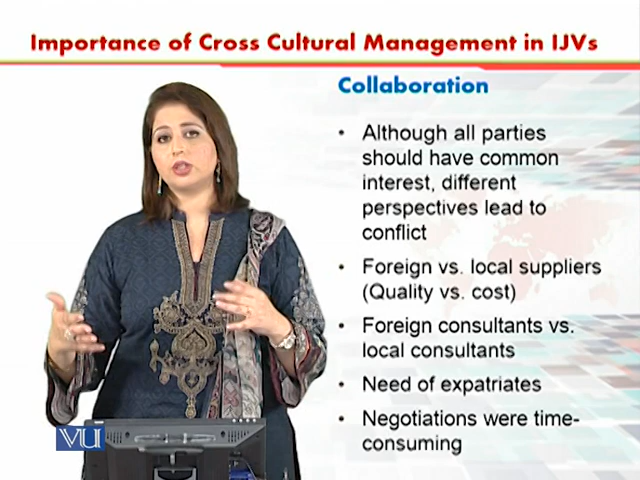 Importance of Cross Cultural Management in IJVs
Collaboration
• Although all parties
should have common
interest, different
perspectives lead to
conflict
• Foreign vs. local suppliers
(Quality vs. cost)
• Foreign consultants vs.
local consultants
• Need of expatriates
• Negotiations were time-
consuming
VU